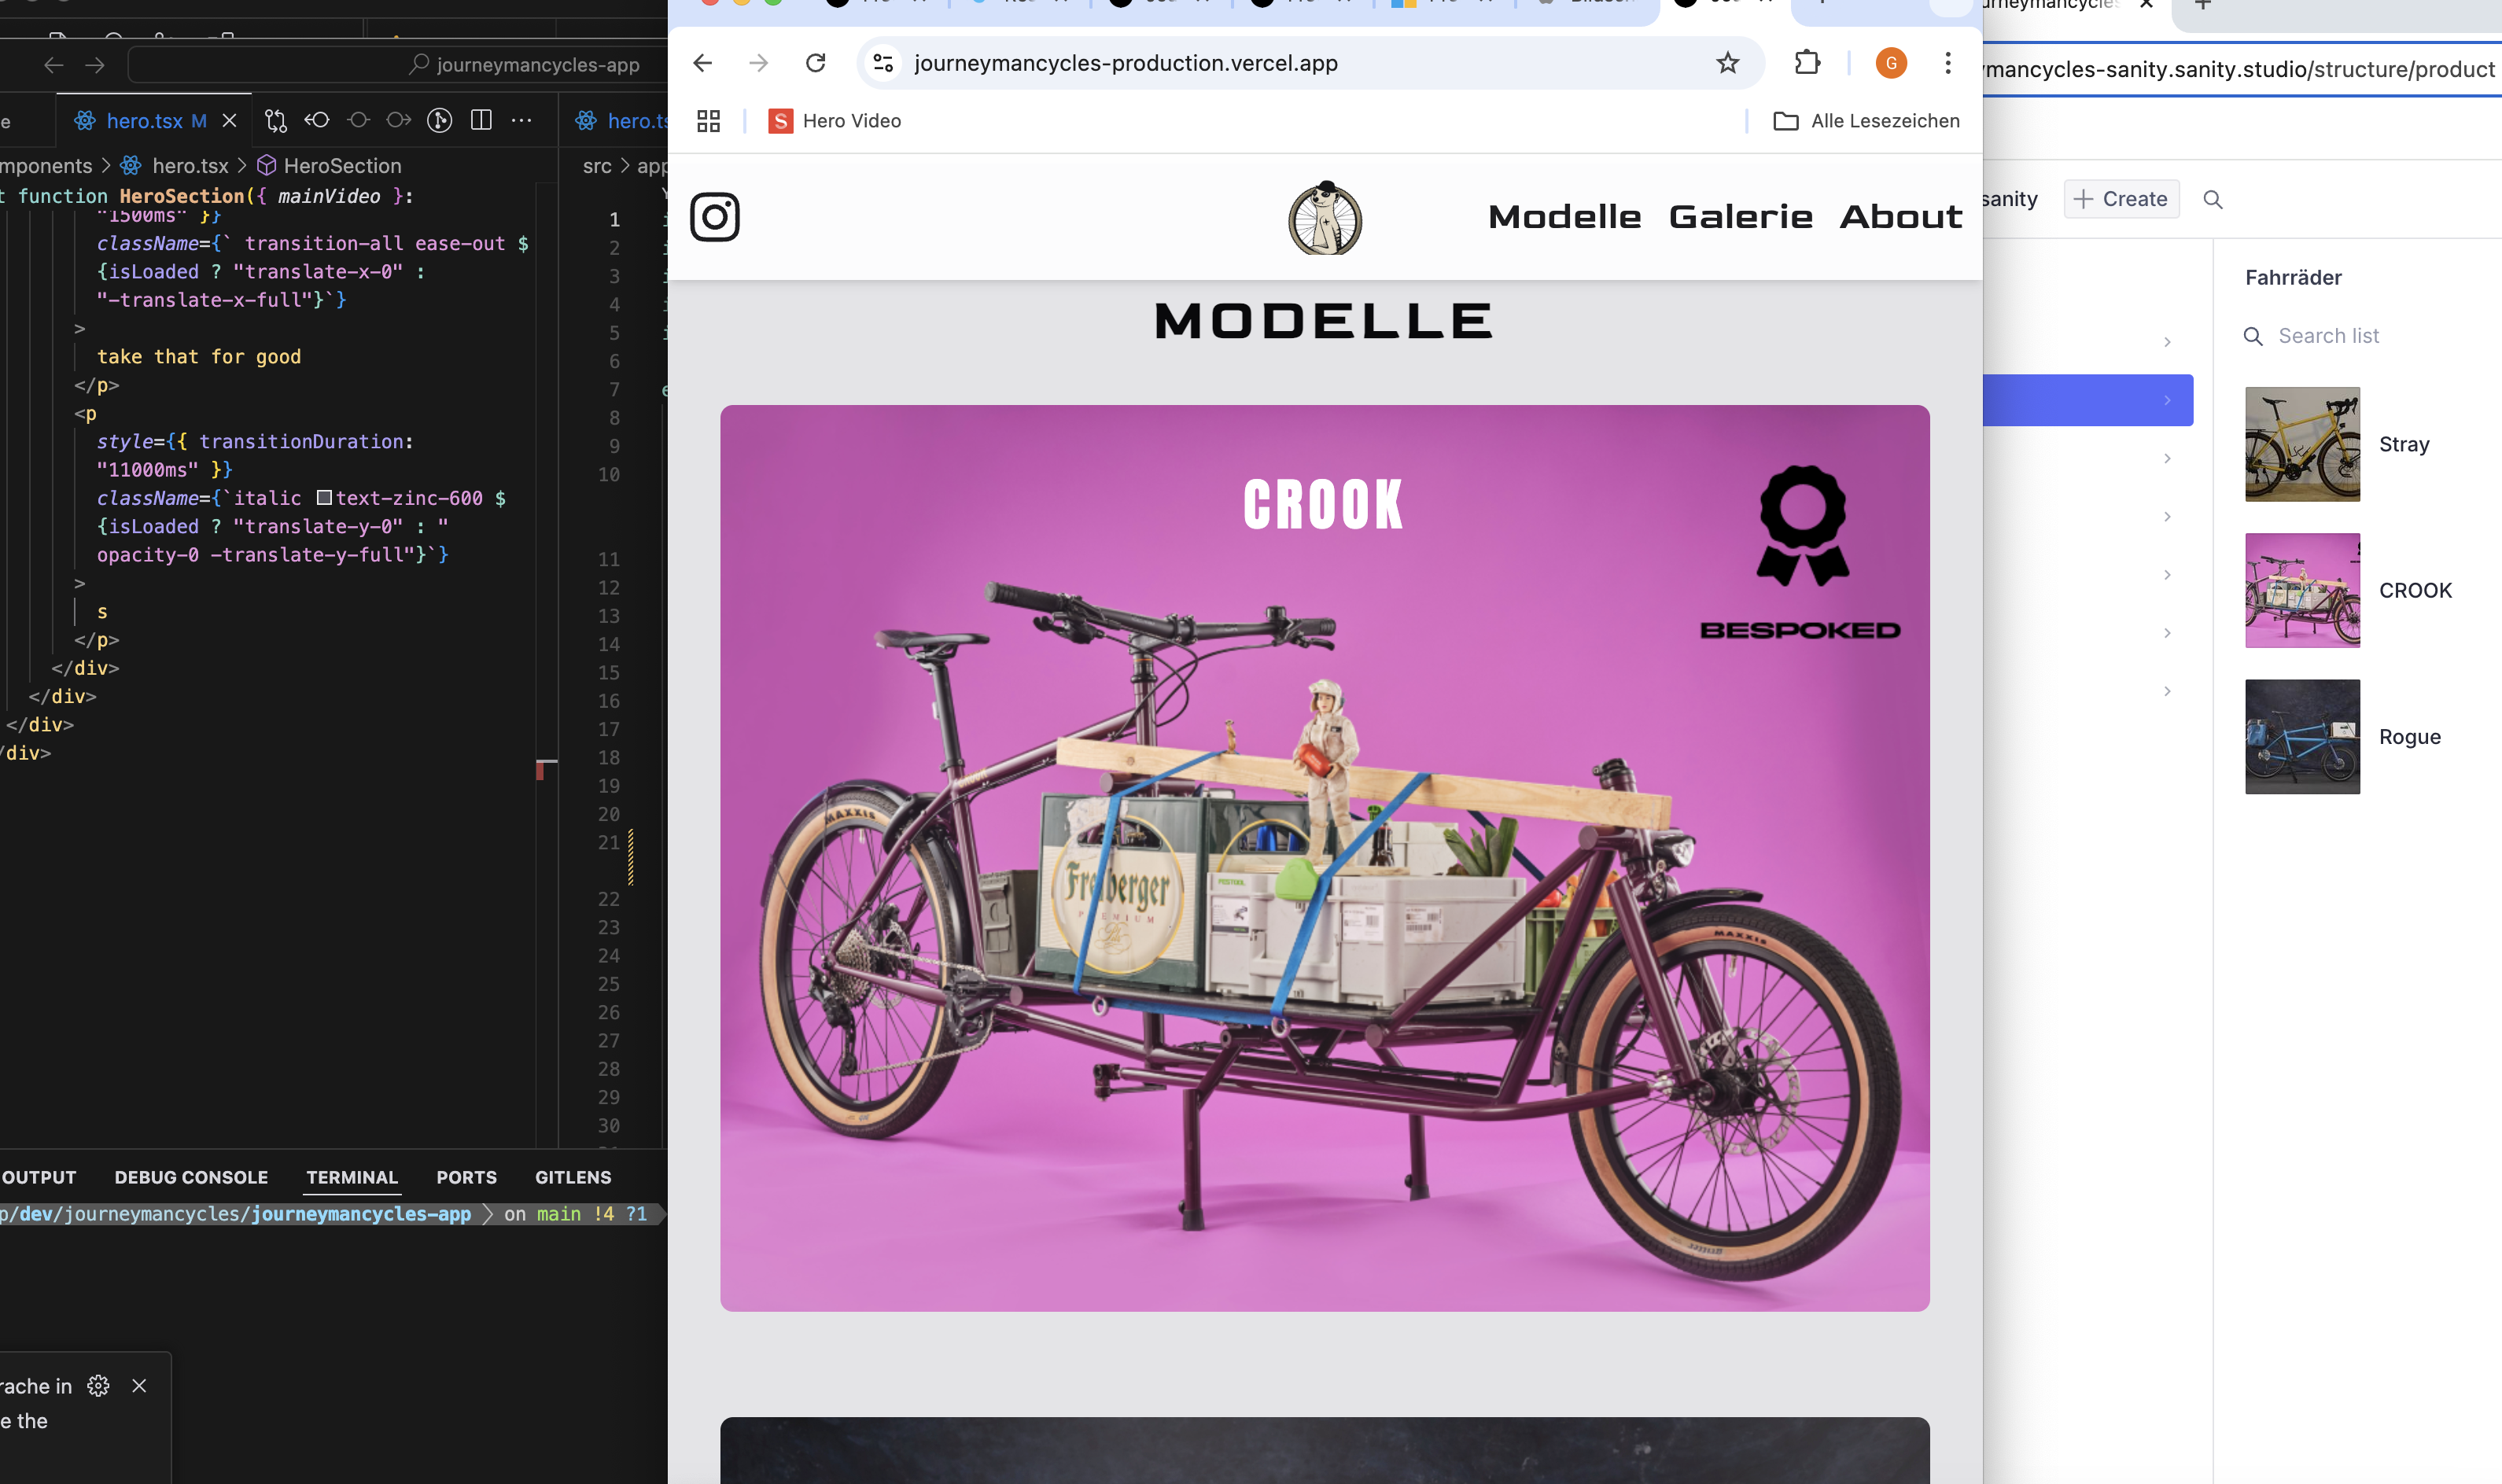 journeymancycles-app
hero.tsx M
mponents > hero.tsx > HeroSection
t function HeroSection({ mainVideo }:
"1500ms" }}
className={` transition-all ease-out $
{isLoaded ? "translate-x-0" :
"-translate-x-full"}`}
>
take that for good
</p>
<p
style={{ transitionDuration:
"11000ms" }}
className={`italic text-zinc-600 $
{isLoaded ? "translate-y-0" : "
opacity-0 -translate-y-full"}`}
>
s
</p>
</div>
</div>
</div>
/div>
hero.ts
src > app
1
2
3
4
5
6
7
8
9
10
11
12
13
14
15
16
17
18
19
20
21
22
23
24
25
26
27
28
29
30
OUTPUT DEBUG CONSOLE TERMINAL PORTS GITLENS
p/dev/journeymancycles/journeymancycles-app > on main !4 ?1
rache in
e the
journeymancycles-production.vercel.app
G
S Hero Video
Alle Lesezeichen
Modelle Galerie About
MODELLE
CROOK
BESPOKED
CROOK
MAXXIS
Freiberger
PREMIUM
Pils
FESTOOL
MAXXIS
urneymancycles
mancycles-sanity.sanity.studio/structure/product
sanity
Create
Fahrräder
Search list
Stray
CROOK
Rogue